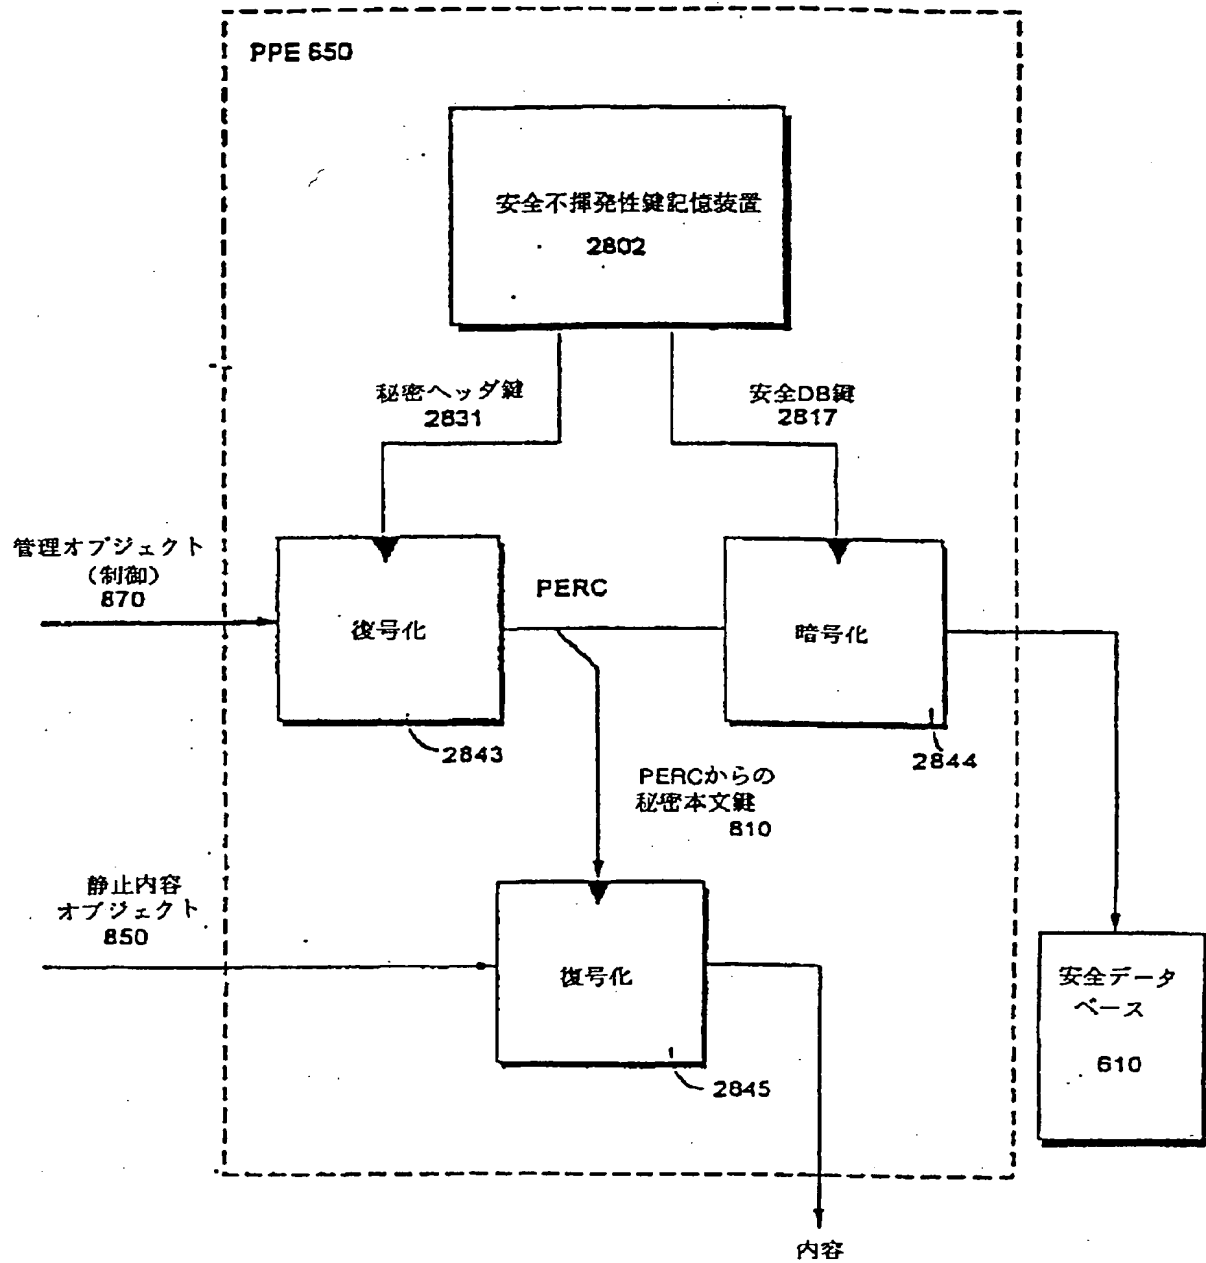 PPE 650
安全不揮発性鍵記憶装置
2802
秘密ヘッダ鍵
2831
安全DB鍵
2817
管理オブジェクト
(制御)
870
復号化
PERC
暗号化
2843
2844
PERCからの
秘密本文鍵
810
静止内容
オブジェクト
850
復号化
2845
安全データ
ベース
610
内容